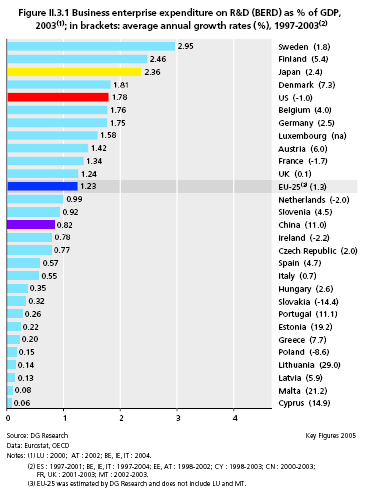 Figure II.3.1 Business enterprise expenditure on R&D (BERD) as % of GDP,
2003(1); in brackets: average annual growth rates (%), 1997-2003(2)
2.95 Sweden (1.8)
2.46 Finland (5.4)
2.36 Japan (2.4)
1.81 Denmark (7.3)
1.78 US (-1.0)
1.76 Belgium (4.0)
1.75 Germany (2.5)
1.58 Luxembourg (na)
1.42 Austria (6.0)
1.34 France (-1.7)
1.24 UK (0.1)
1.23 EU-25(3) (1.3)
0.99 Netherlands (-2.0)
0.92 Slovenia (4.5)
0.82 China (11.0)
0.78 Ireland (-2.2)
0.77 Czech Republic (2.0)
0.57 Spain (4.7)
0.55 Italy (0.7)
0.35 Hungary (2.6)
0.32 Slovakia (-14.4)
0.26 Portugal (11.1)
0.22 Estonia (19.2)
0.20 Greece (7.7)
0.15 Poland (-8.6)
0.14 Lithuania (29.0)
0.13 Latvia (5.9)
0.08 Malta (21.2)
0.06 Cyprus (14.9)
0 1 2 3 4
Source: DG Research Key Figures 2005
Data: Eurostat, OECD
Notes: (1) LU : 2000; AT : 2002; BE, IE, IT : 2004.
(2) ES : 1997-2001; BE, IE, IT : 1997-2004; EE, AT : 1998-2002; CY : 1998-2003; CN : 2000-2003;
FR, UK : 2001-2003; MT : 2002-2003.
(3) EU-25 was estimated by DG Research and does not include LU and MT.